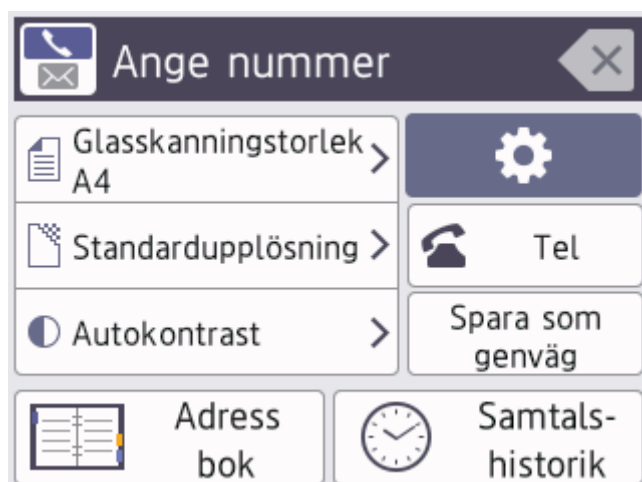 Ange nummer
Glasskanningstorlek
A4
Standardupplösning
Tel
Autokontrast
Spara som
genväg
Adress
bok
Samtals-
historik